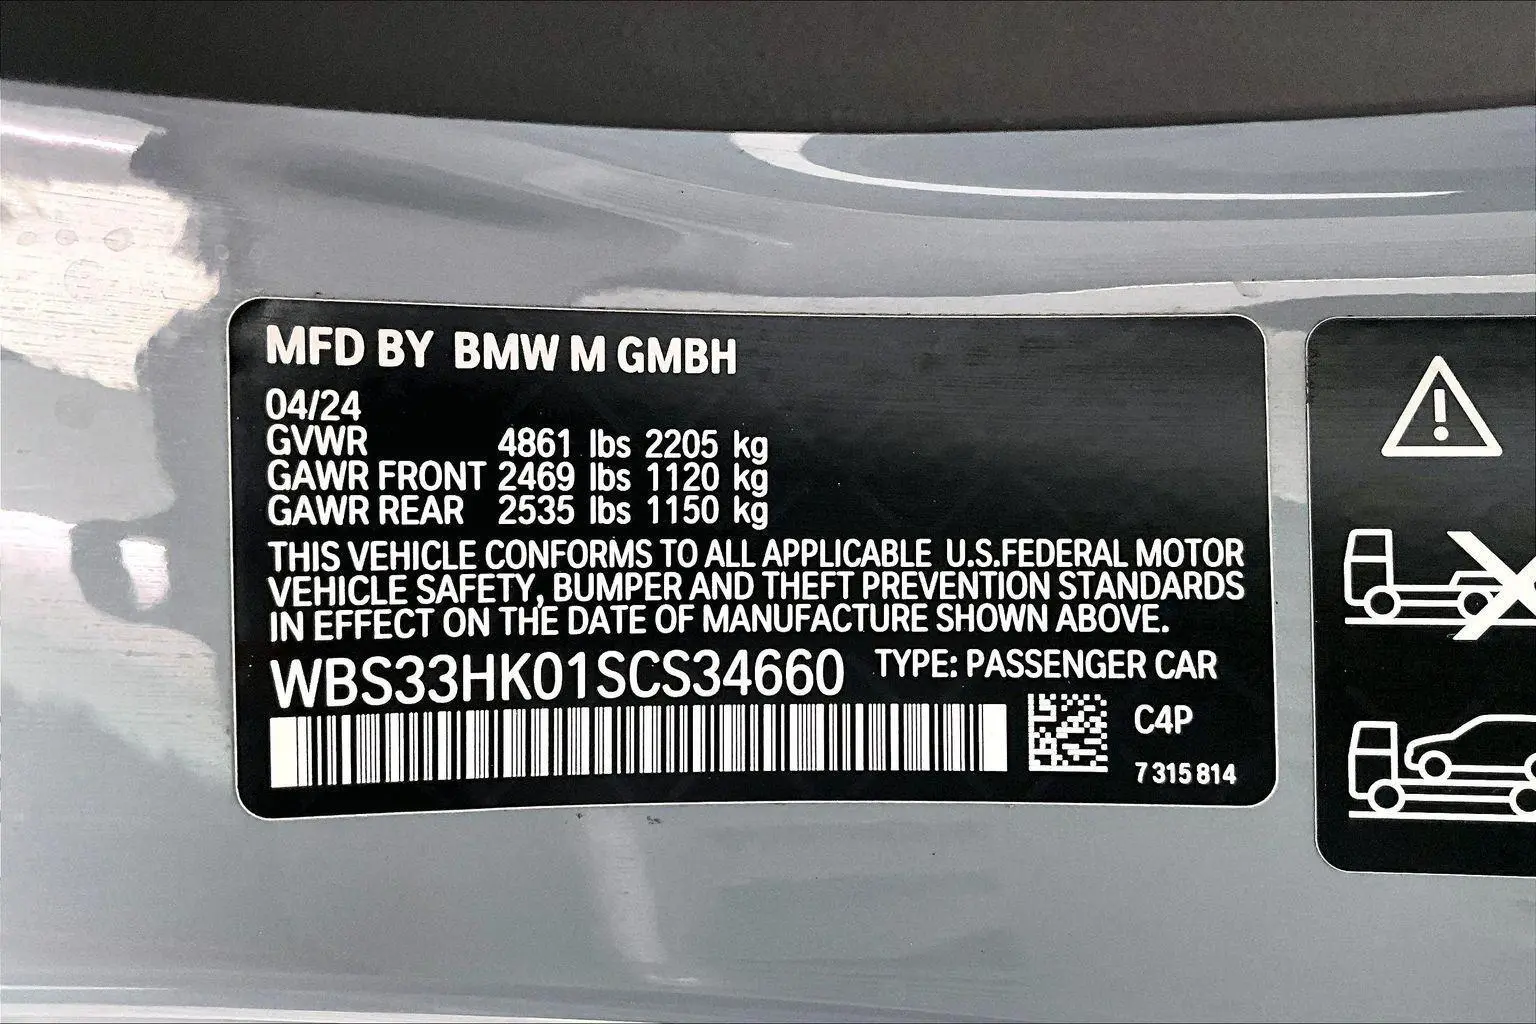 MFD BY BMW M GMBH
04/24
GVWR 4861 lbs 2205 kg
GAWR FRONT 2469 lbs 1120 kg
GAWR REAR 2535 lbs 1150 kg
THIS VEHICLE CONFORMS TO ALL APPLICABLE U.S.FEDERAL MOTOR
VEHICLE SAFETY, BUMPER AND THEFT PREVENTION STANDARDS
IN EFFECT ON THE DATE OF MANUFACTURE SHOWN ABOVE.
WBS33HK01SCS34660 TYPE: PASSENGER CAR
C4P
7 315 814